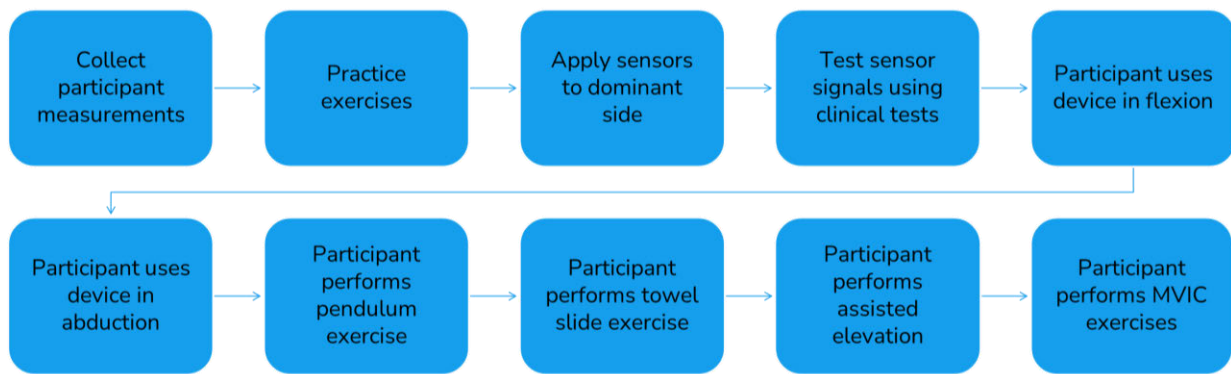 Collect
participant
measurements
Practice
exercises
Apply sensors
to dominant
side
Test sensor
signals using
clinical tests
Participant uses
device in flexion
Participant uses
device in
abduction
Participant
performs
pendulum
exercise
Participant
performs towel
slide exercise
Participant
performs
assisted
elevation
Participant
performs MVIC
exercises